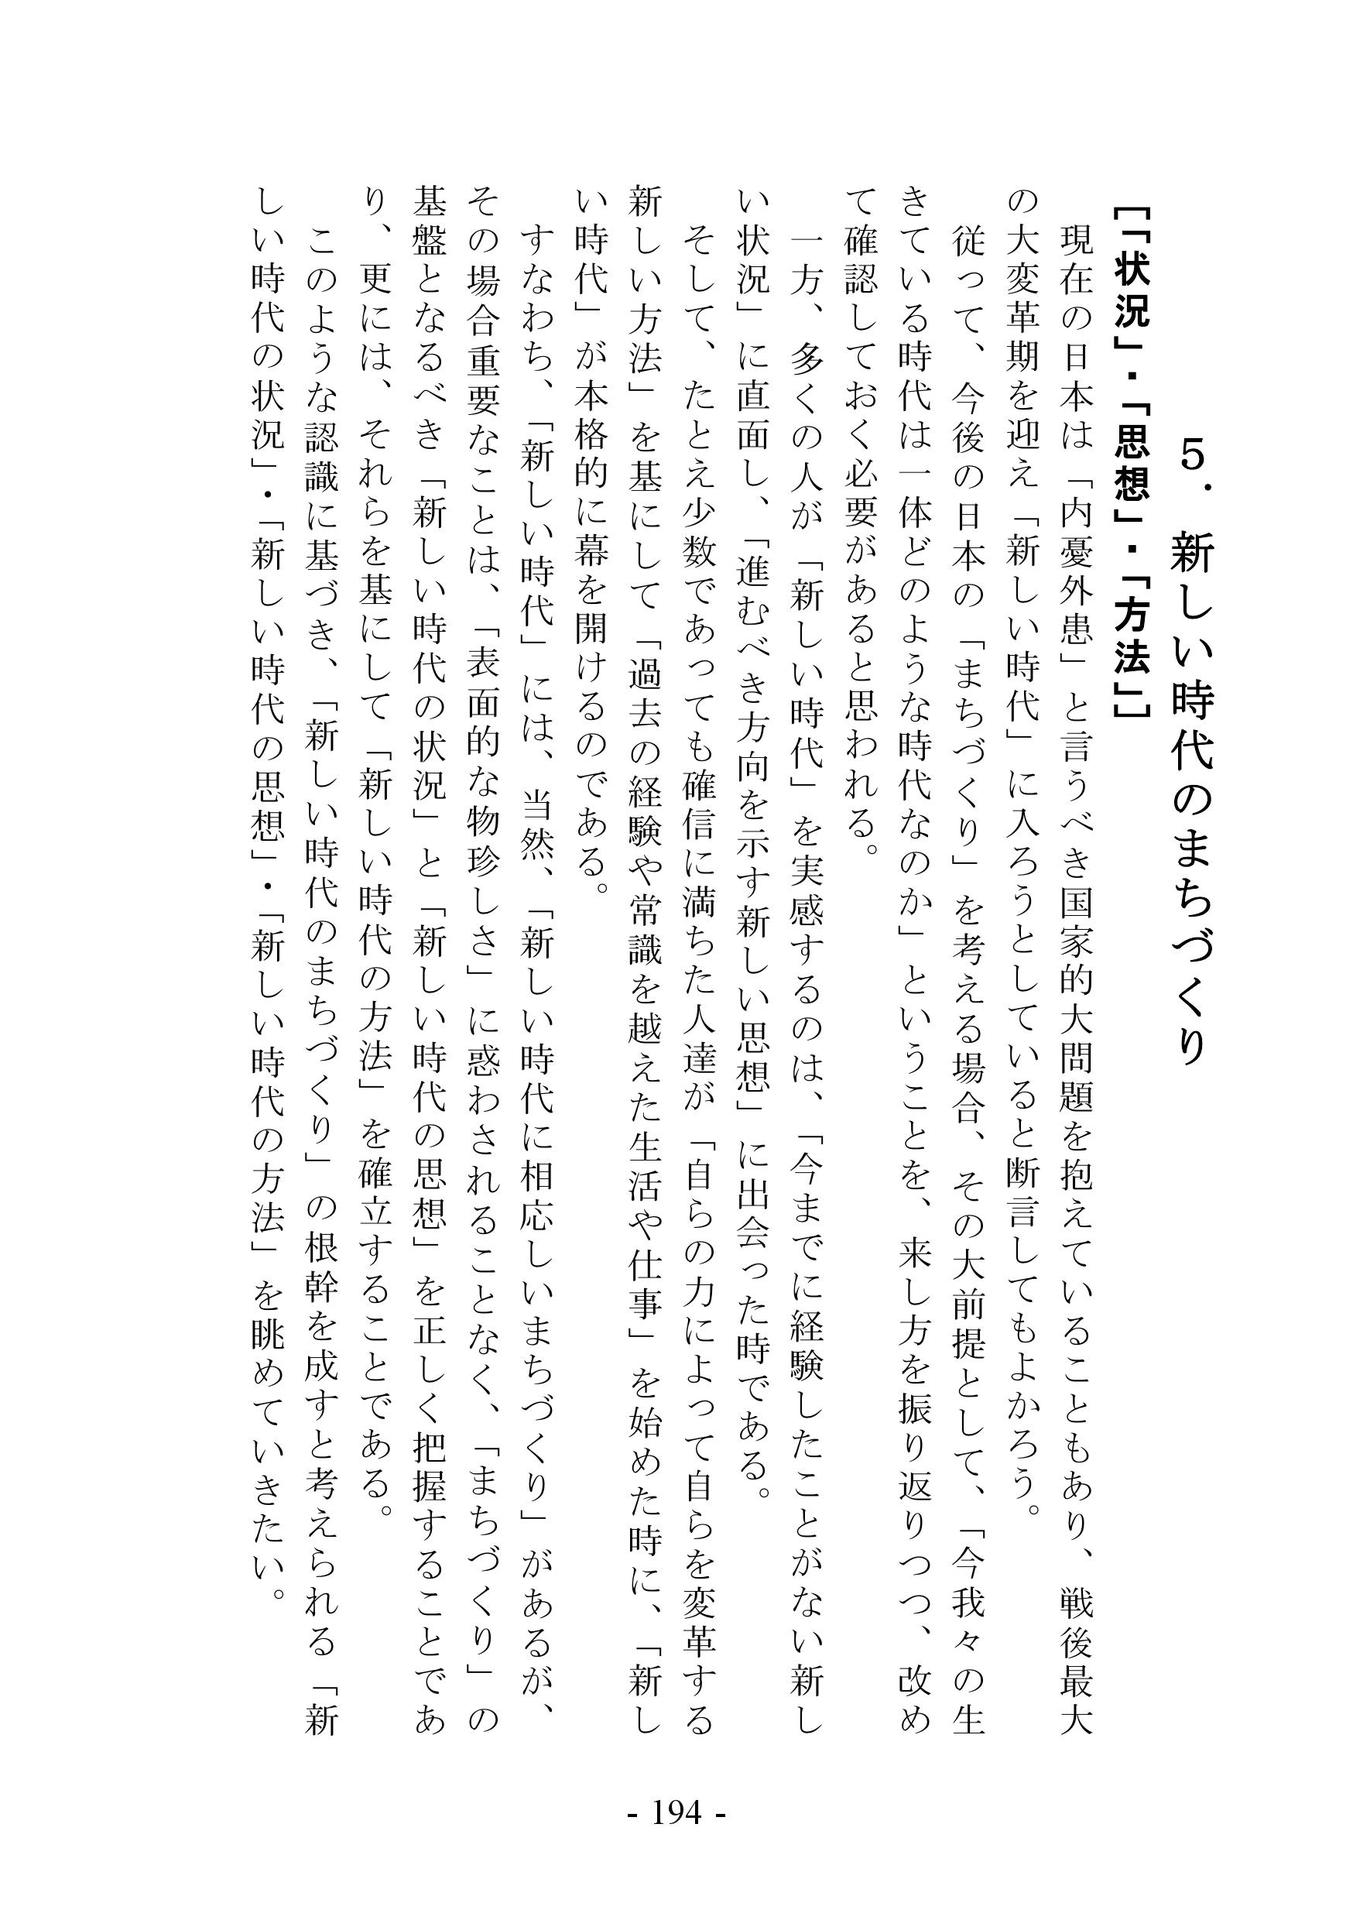 ５． 新しい時代のまちづくり
［「状況」・「思想」・「方法」］
　現在の日本は「内憂外患」と言うべき国家的大問題を抱えていることもあり、戦後最大
の大変革期を迎え「新しい時代」に入ろうとしていると断言してもよかろう。
　従って、今後の日本の「まちづくり」を考える場合、その大前提として、「今我々の生
きている時代は一体どのような時代なのか」ということを、来し方を振り返りつつ、改め
て確認しておく必要があると思われる。
　一方、多くの人が「新しい時代」を実感するのは、「今までに経験したことがない新し
い状況」に直面し、「進むべき方向を示す新しい思想」に出会った時である。
　そして、たとえ少数であっても確信に満ちた人達が「自らの力によって自らを変革する
新しい方法」を基にして「過去の経験や常識を越えた生活や仕事」を始めた時に、「新し
い時代」が本格的に幕を開けるのである。
　すなわち、「新しい時代」には、当然、「新しい時代に相応しいまちづくり」があるが、
その場合重要なことは、「表面的な物珍しさ」に惑わされることなく、「まちづくり」の
基盤となるべき「新しい時代の状況」と「新しい時代の思想」を正しく把握することであ
り、更には、それらを基にして「新しい時代の方法」を確立することである。
　このような認識に基づき、「新しい時代のまちづくり」の根幹を成すと考えられる「新
しい時代の状況」・「新しい時代の思想」・「新しい時代の方法」を眺めていきたい。
- 194 -